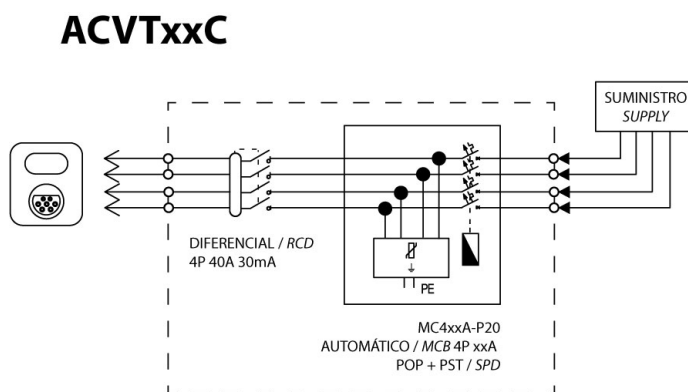 ACVTxxC
SUMINISTRO
SUPPLY
DIFERENCIAL / RCD
4P 40A 30mA
PE
MC4xxA-P20
AUTOMÁTICO / MCB 4P xxA
POP + PST / SPD